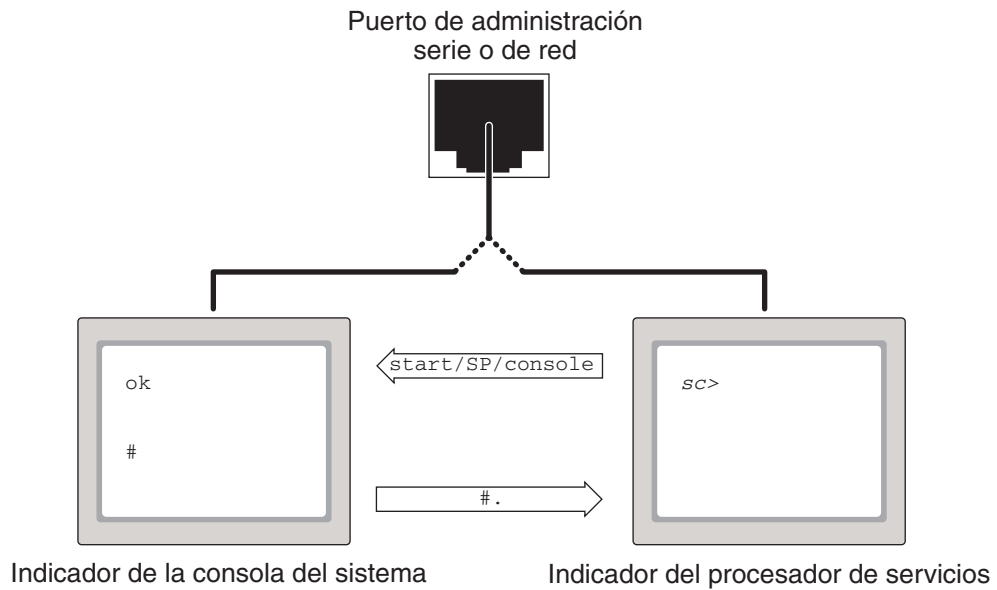 Puerto de administración
serie o de red
start/SP/console
ok
sc>
#
#.
Indicador de la consola del sistema
Indicador del procesador de servicios